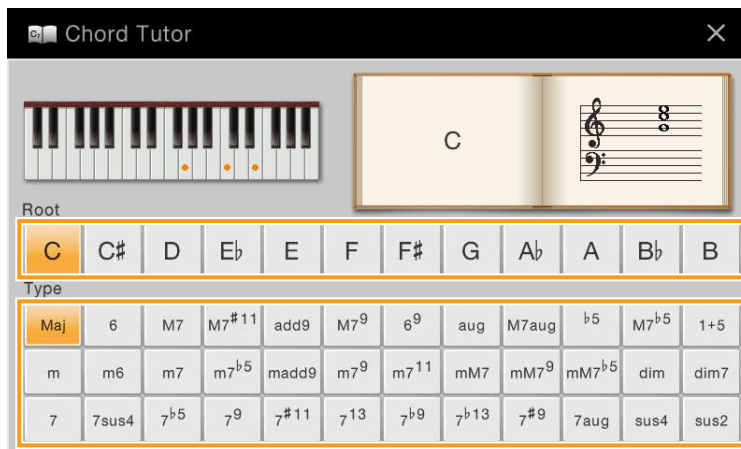 C7 Chord Tutor ×
C
Root
C C♯ D E♭ E F F♯ G A♭ A B♭ B
Type
Maj 6 M7 M7♯11 add9 M79 69 aug M7aug ♭5 M7♭5 1+5
m m6 m7 m7♭5 madd9 m79 m711 mM7 mM79 mM7♭5 dim dim7
7 7sus4 7♭5 79 7♯11 713 7♭9 7♭13 7♯9 7aug sus4 sus2